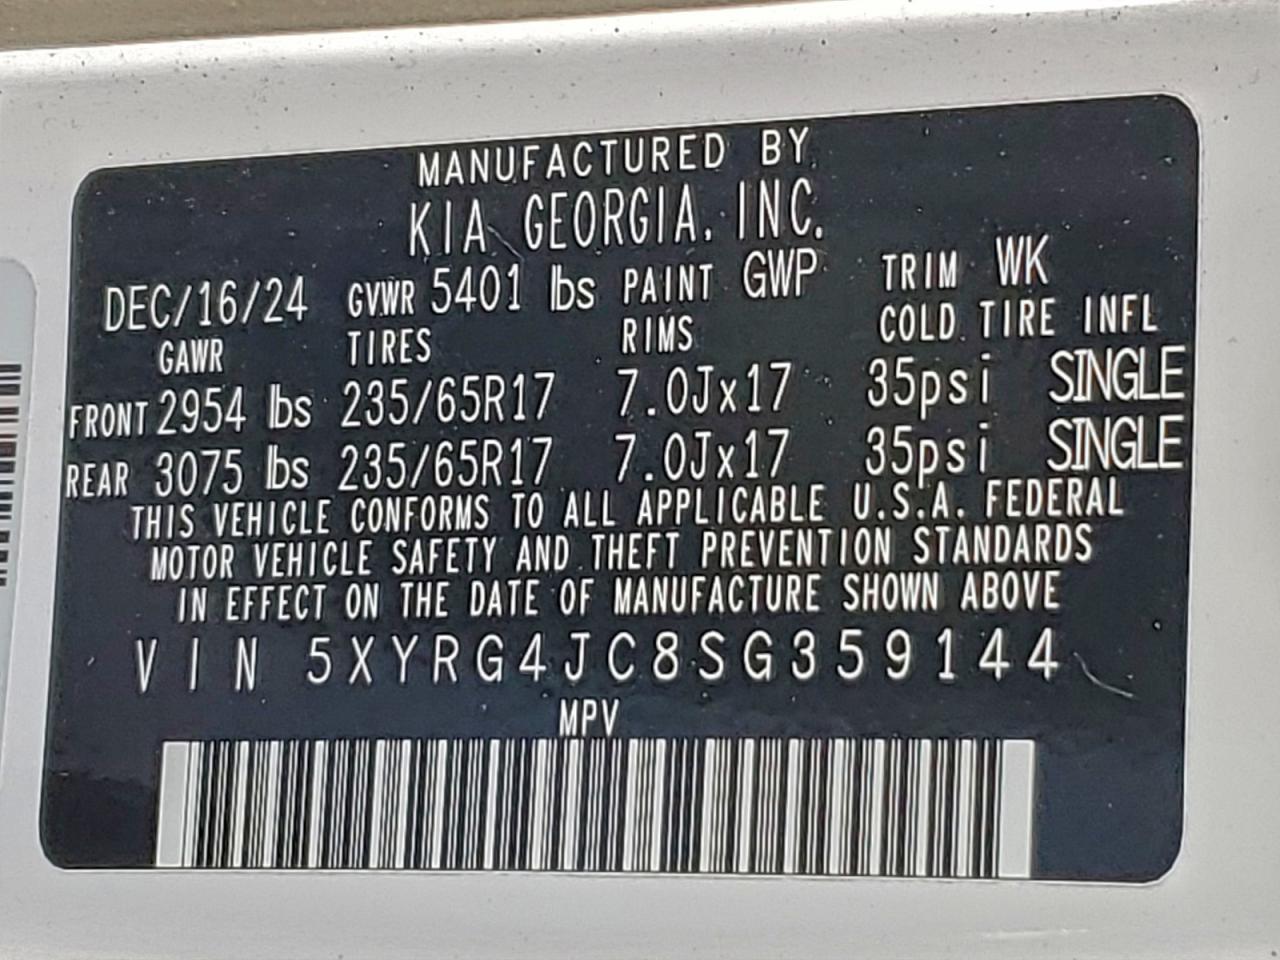 MANUFACTURED BY
KIA GEORGIA. INC.
DEC/16/24 GVWR 5401 lbs PAINT GWP TRIM WK
GAWR TIRES RIMS COLD TIRE INFL
FRONT 2954 lbs 235/65R17 7.0Jx17 35psi SINGLE
REAR 3075 lbs 235/65R17 7.0Jx17 35psi SINGLE
THIS VEHICLE CONFORMS TO ALL APPLICABLE U.S.A. FEDERAL
MOTOR VEHICLE SAFETY AND THEFT PREVENTION STANDARDS
IN EFFECT ON THE DATE OF MANUFACTURE SHOWN ABOVE
VIN 5XYRG4JC8SG359144
MPV